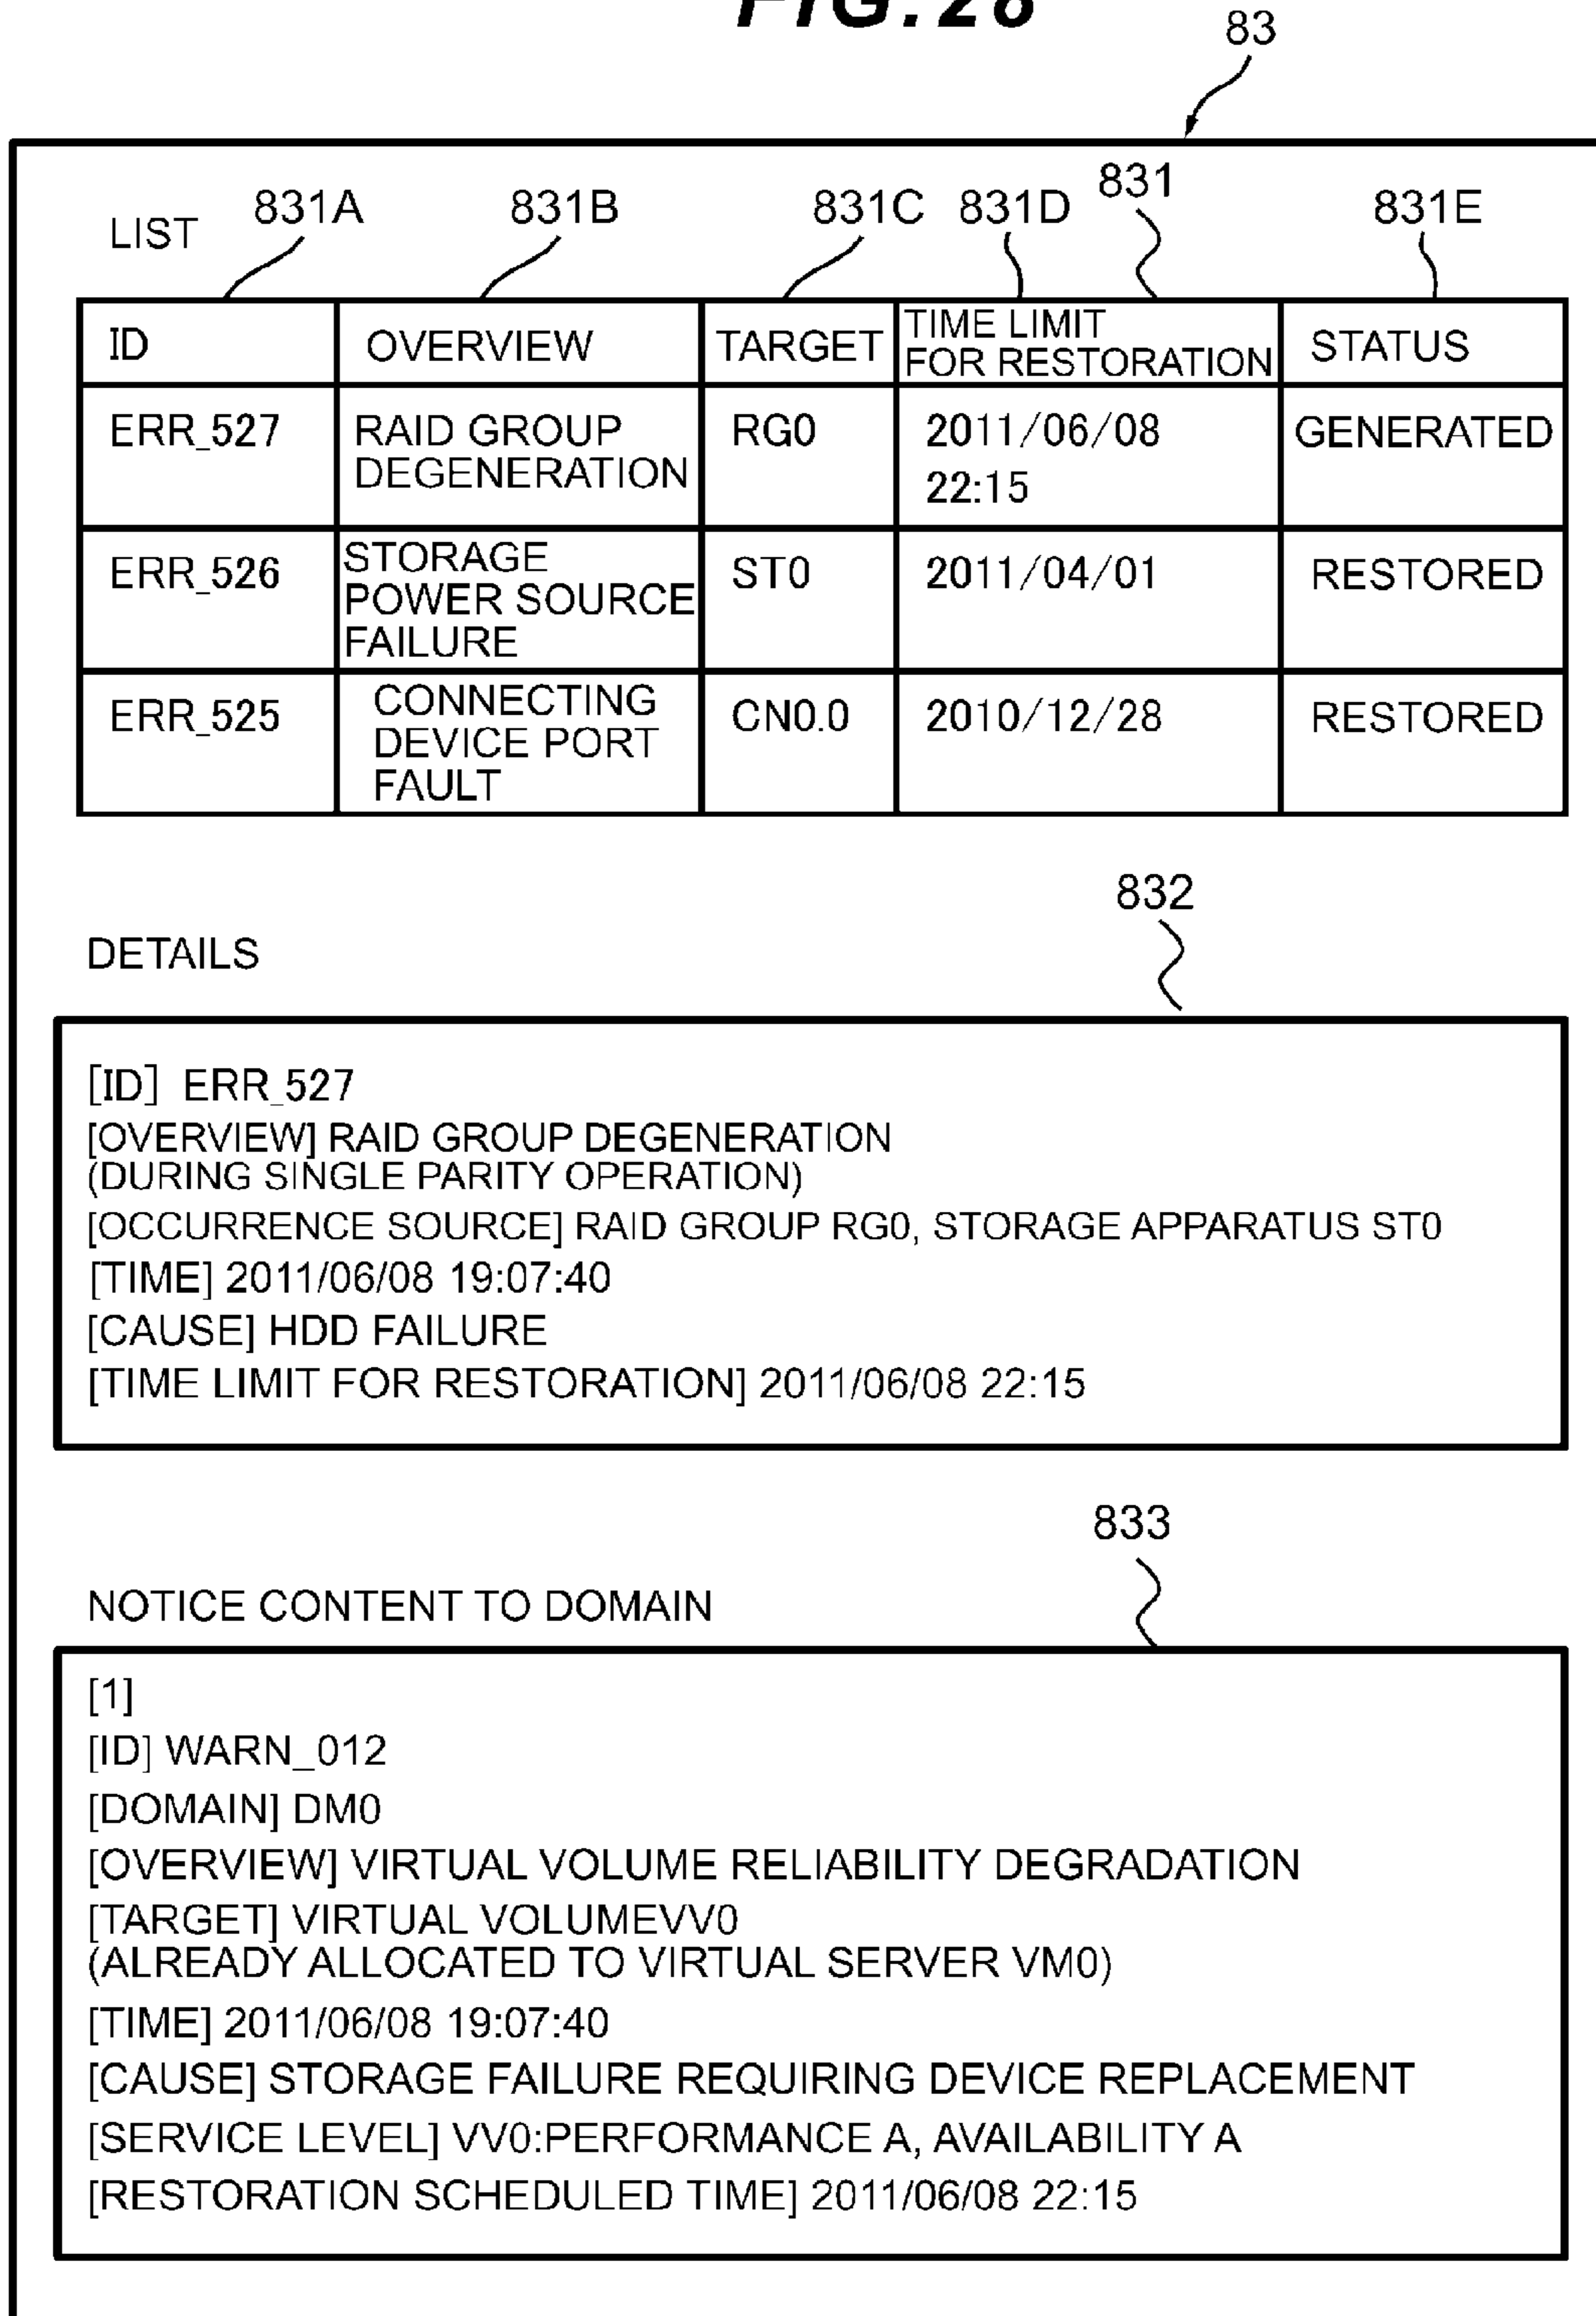 FIG. 28
83
831
831A 831B 831C 831D 831E
LIST
ID OVERVIEW TARGET TIME LIMIT FOR RESTORATION STATUS
ERR_527 RAID GROUP DEGENERATION RG0 2011/06/08 22:15 GENERATED
ERR_526 STORAGE POWER SOURCE FAILURE ST0 2011/04/01 RESTORED
ERR_525 CONNECTING DEVICE PORT FAULT CN0.0 2010/12/28 RESTORED
832
DETAILS
[ID] ERR_527
[OVERVIEW] RAID GROUP DEGENERATION
(DURING SINGLE PARITY OPERATION)
[OCCURRENCE SOURCE] RAID GROUP RG0, STORAGE APPARATUS ST0
[TIME] 2011/06/08 19:07:40
[CAUSE] HDD FAILURE
[TIME LIMIT FOR RESTORATION] 2011/06/08 22:15
833
NOTICE CONTENT TO DOMAIN
[1]
[ID] WARN_012
[DOMAIN] DM0
[OVERVIEW] VIRTUAL VOLUME RELIABILITY DEGRADATION
[TARGET] VIRTUAL VOLUMEVV0
(ALREADY ALLOCATED TO VIRTUAL SERVER VM0)
[TIME] 2011/06/08 19:07:40
[CAUSE] STORAGE FAILURE REQUIRING DEVICE REPLACEMENT
[SERVICE LEVEL] VV0:PERFORMANCE A, AVAILABILITY A
[RESTORATION SCHEDULED TIME] 2011/06/08 22:15